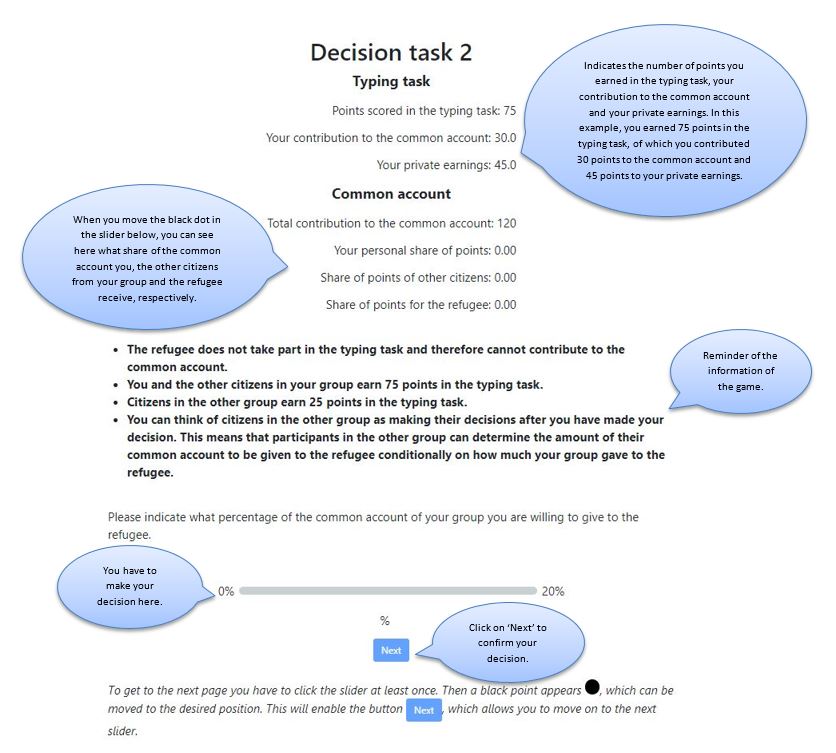 Decision task 2
Typing task
Points scored in the typing task: 75
Your contribution to the common account: 30.0
Your private earnings: 45.0
Indicates the number of points you
earned in the typing task, your
contribution to the common account
and your private earnings. In this
example, you earned 75 points in the
typing task, of which you contributed
30 points to the common account and
45 points to your private earnings.
Common account
Total contribution to the common account: 120
Your personal share of points: 0.00
Share of points of other citizens: 0.00
Share of points for the refugee: 0.00
When you move the black dot in
the slider below, you can see
here what share of the common
account you, the other citizens
from your group and the refugee
receive, respectively.
• The refugee does not take part in the typing task and therefore cannot contribute to the
common account.
• You and the other citizens in your group earn 75 points in the typing task.
• Citizens in the other group earn 25 points in the typing task.
• You can think of citizens in the other group as making their decisions after you have made your
decision. This means that participants in the other group can determine the amount of their
common account to be given to the refugee conditionally on how much your group gave to the
refugee.
Reminder of the
information of
the game.
Please indicate what percentage of the common account of your group you are willing to give to the
refugee.
You have to
make your
decision here.
0% 20%
%
Next
Click on ‘Next’ to
confirm your
decision.
To get to the next page you have to click the slider at least once. Then a black point appears , which can be
moved to the desired position. This will enable the button Next , which allows you to move on to the next
slider.